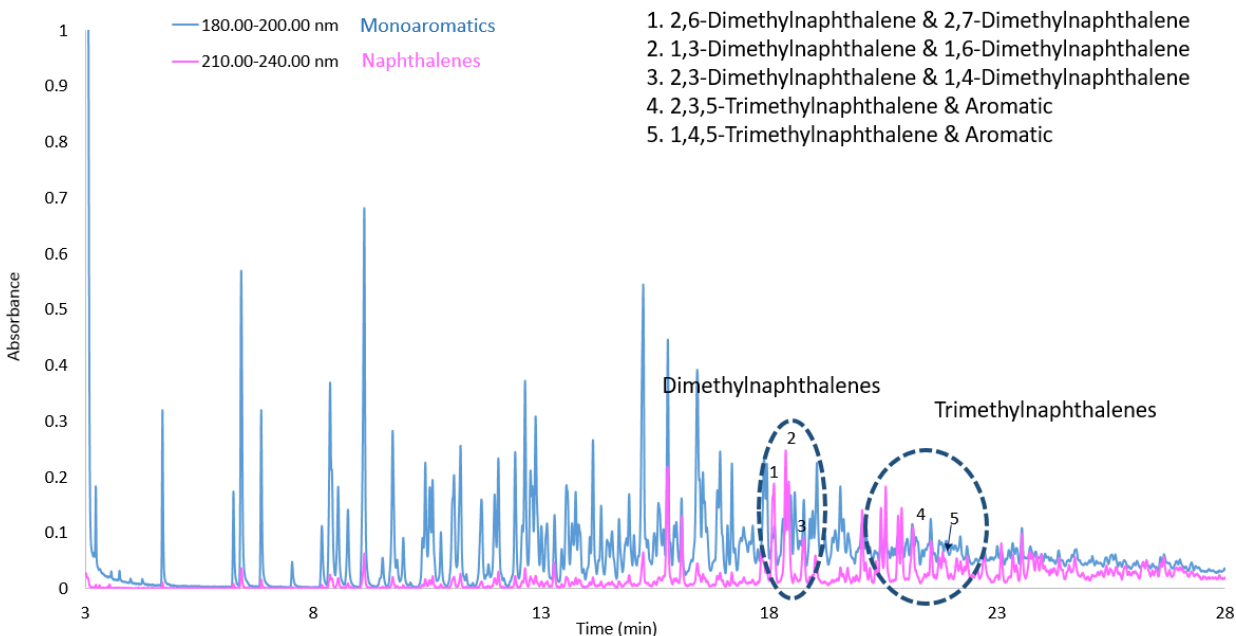 1
180.00-200.00 nm Monoaromatics
210.00-240.00 nm Naphthalenes
1. 2,6-Dimethylnaphthalene & 2,7-Dimethylnaphthalene
2. 1,3-Dimethylnaphthalene & 1,6-Dimethylnaphthalene
3. 2,3-Dimethylnaphthalene & 1,4-Dimethylnaphthalene
4. 2,3,5-Trimethylnaphthalene & Aromatic
5. 1,4,5-Trimethylnaphthalene & Aromatic
0.9
0.8
0.7
0.6
0.5
0.4
0.3
0.2
0.1
0
Absorbance
Dimethylnaphthalenes
Trimethylnaphthalenes
1
2
3
4
5
3
8
13
18
23
28
Time (min)